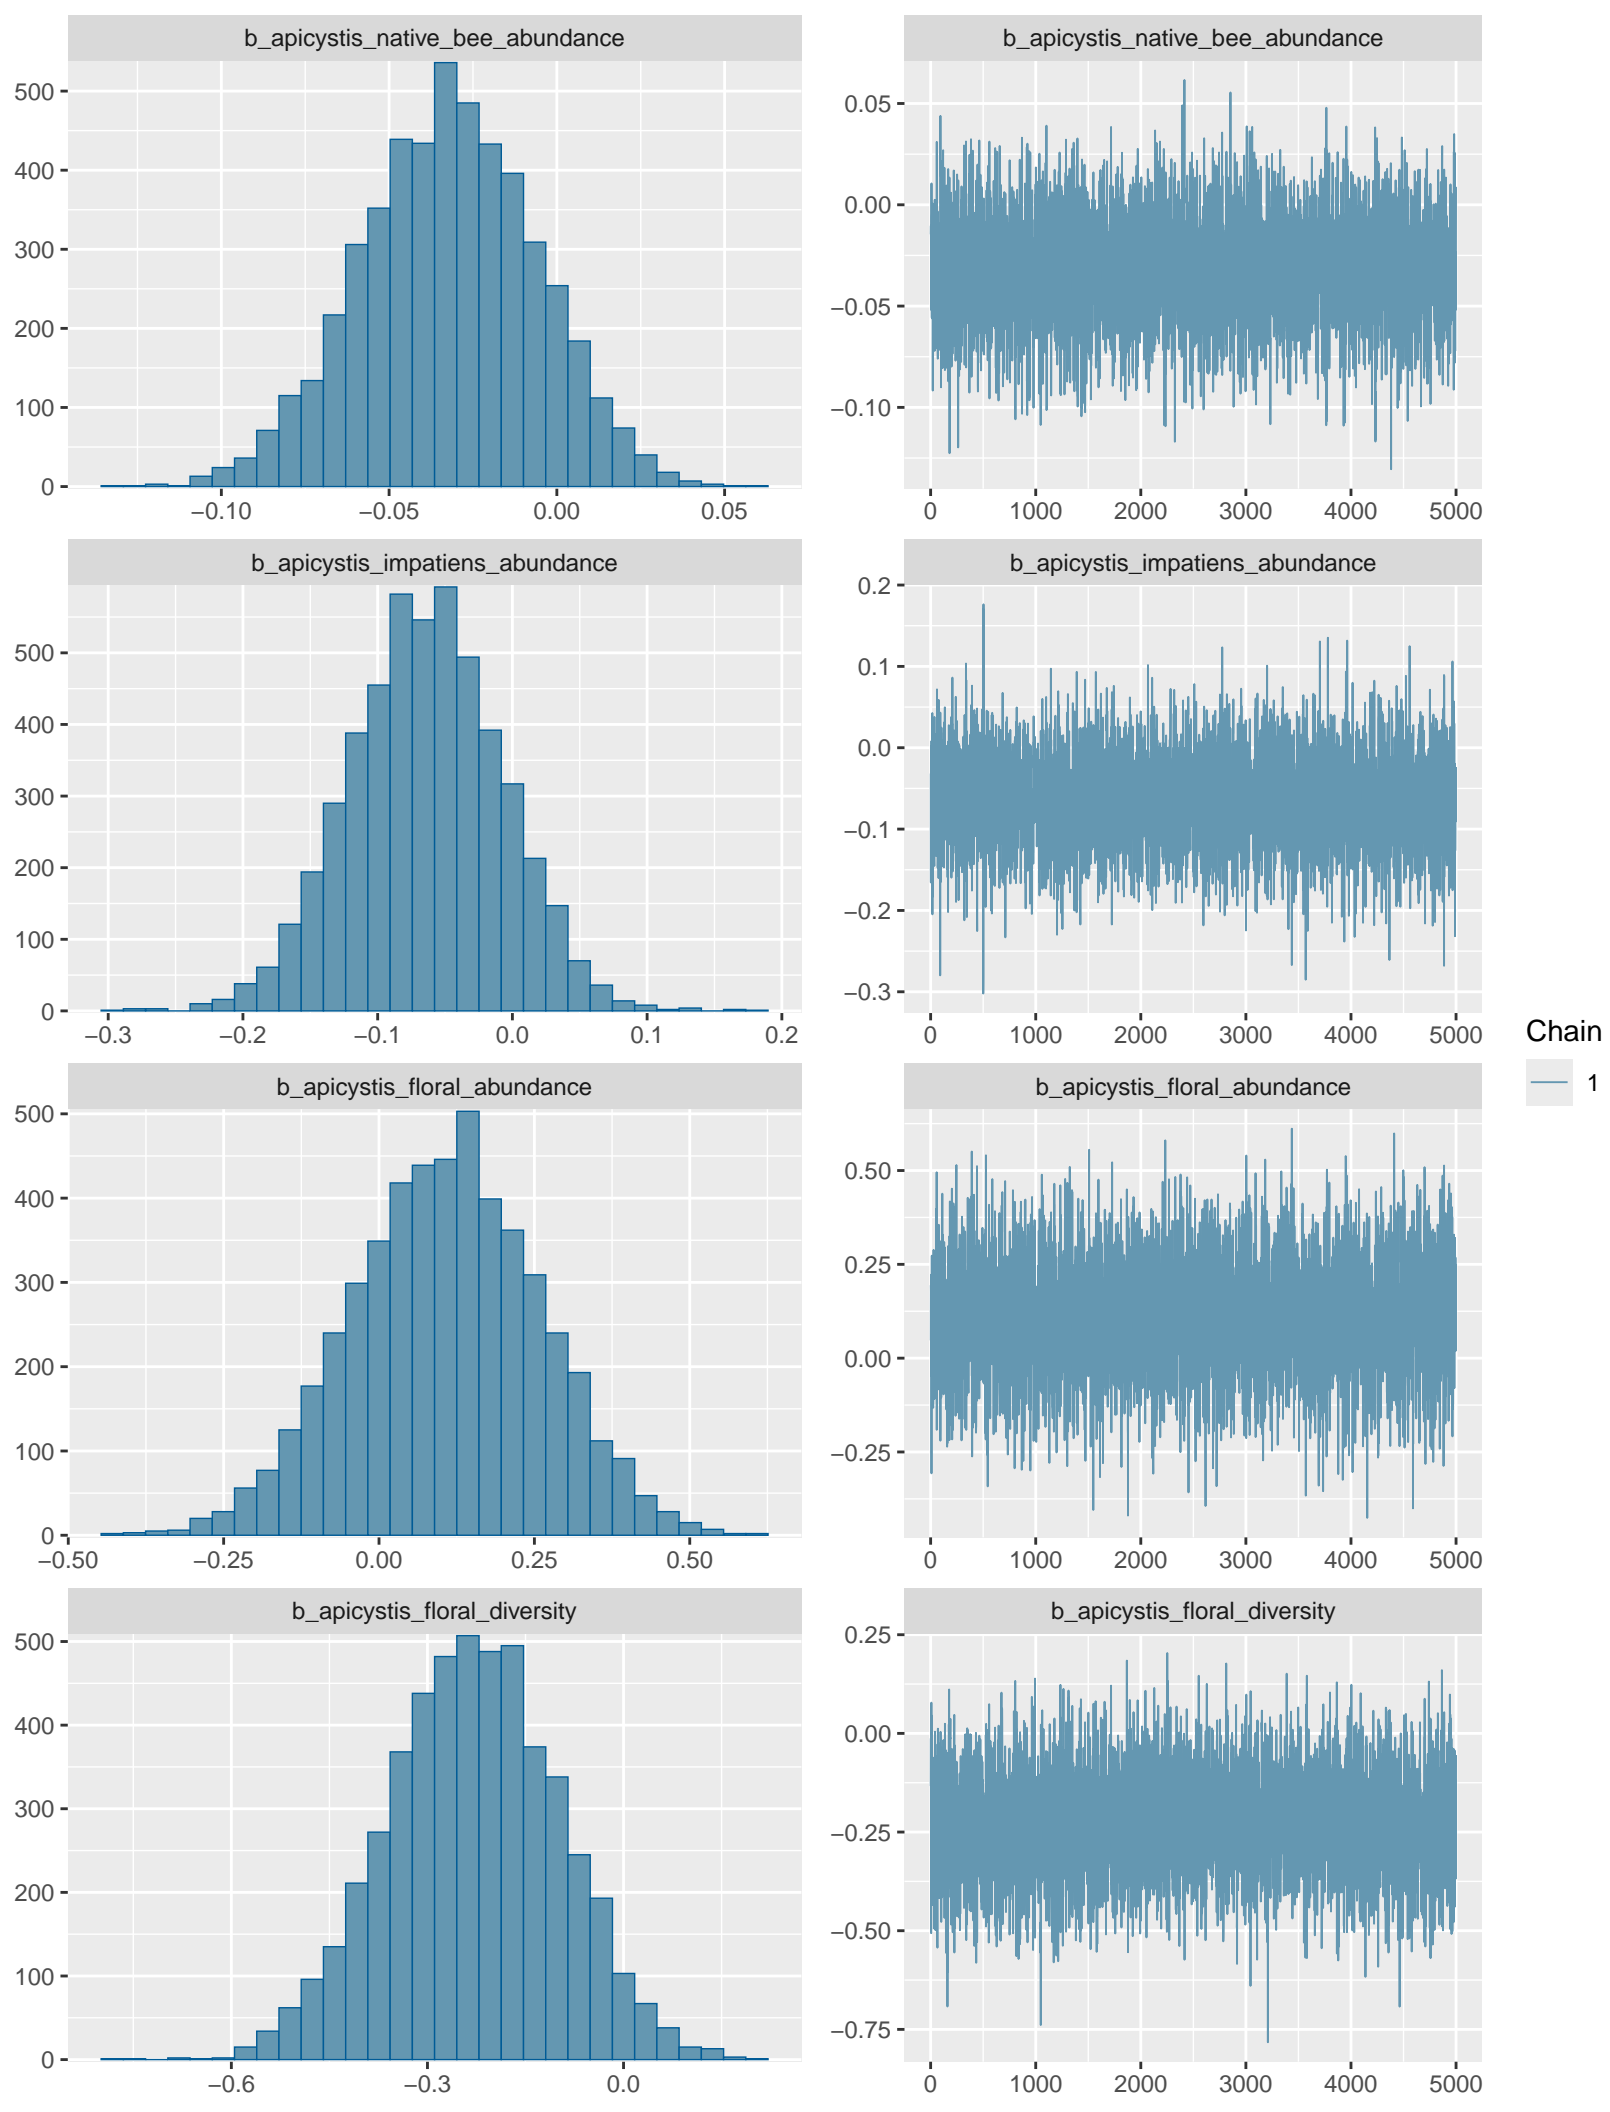 b_apicystis_native_bee_abundance
500
400
300
200
100
0
−0.10 −0.05 0.00 0.05
b_apicystis_native_bee_abundance
0.05
0.00
−0.05
−0.10
0 1000 2000 3000 4000 5000
b_apicystis_impatiens_abundance
500
400
300
200
100
0
−0.3 −0.2 −0.1 0.0 0.1 0.2
b_apicystis_impatiens_abundance
0.2
0.1
0.0
−0.1
−0.2
−0.3
0 1000 2000 3000 4000 5000
b_apicystis_floral_abundance
500
400
300
200
100
0
−0.50 −0.25 0.00 0.25 0.50
b_apicystis_floral_abundance
0.50
0.25
0.00
−0.25
0 1000 2000 3000 4000 5000
b_apicystis_floral_diversity
500
400
300
200
100
0
−0.6 −0.3 0.0
b_apicystis_floral_diversity
0.25
0.00
−0.25
−0.50
−0.75
0 1000 2000 3000 4000 5000
Chain
1